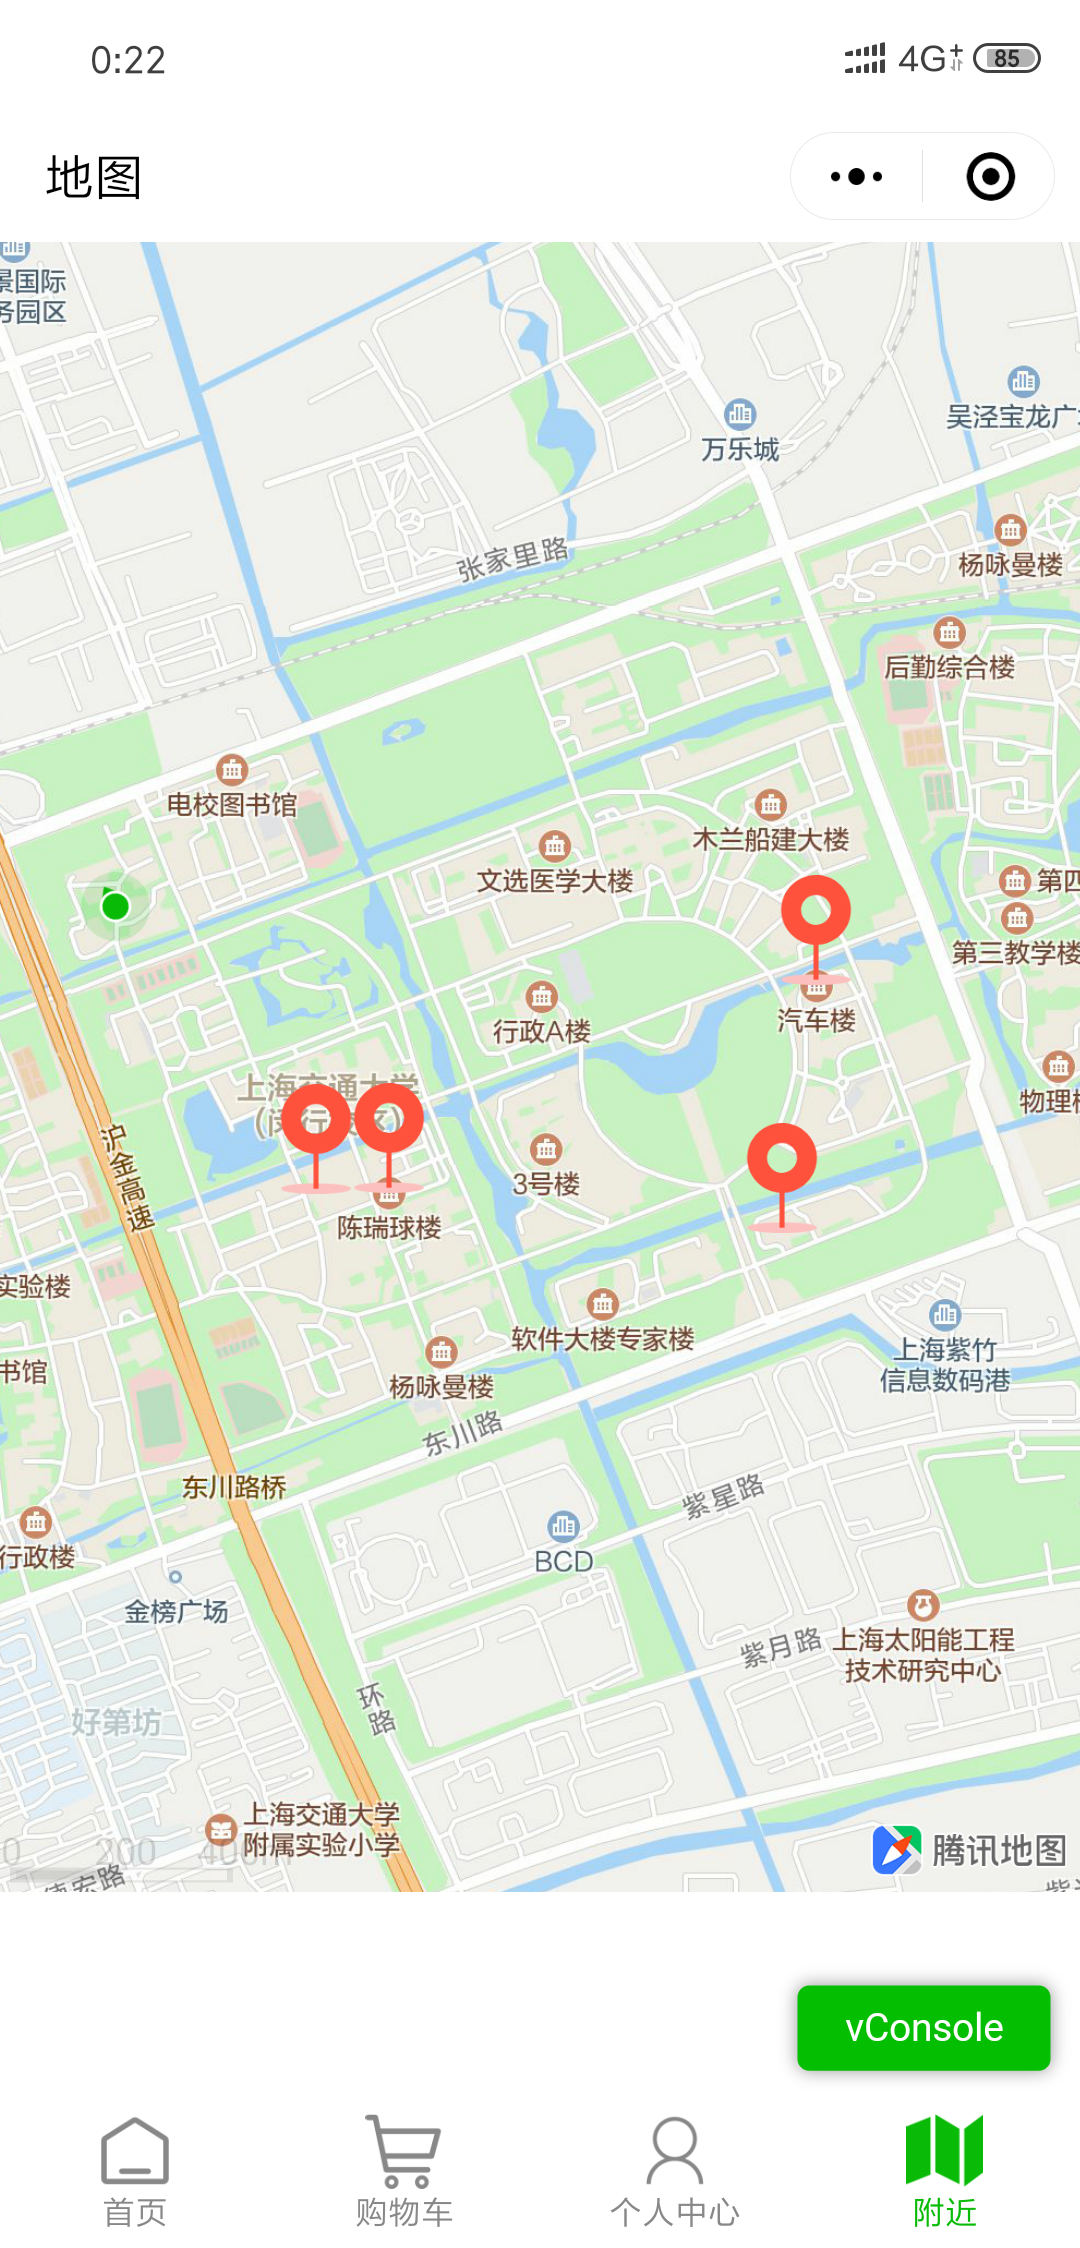 0:22
4G+
85
地图
景国际
务园区
吴泾宝龙广
万乐城
张家里路
杨咏曼楼
后勤综合楼
电校图书馆
木兰船建大楼
文选医学大楼
第四
第三教学楼
行政A楼
汽车楼
上海交通大学
物理
沪金高速
3号楼
陈瑞球楼
实验楼
软件大楼专家楼
上海紫竹
信息数码港
书馆
杨咏曼楼
东川路
东川路桥
紫星路
行政楼
BCD
金榜广场
紫月路
上海太阳能工程
技术研究中心
环路
好第坊
上海交通大学
附属实验小学
0
200
400m
腾讯地图
vConsole
首页
购物车
个人中心
附近